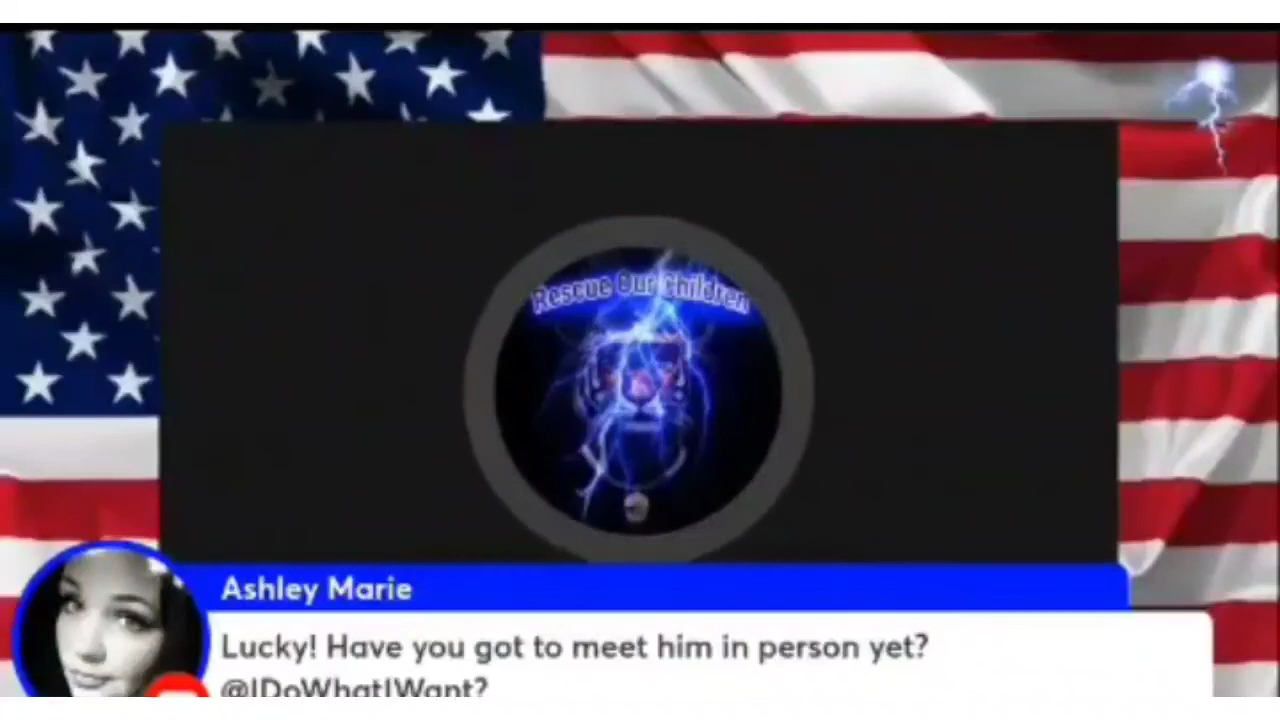 Rescue Our Children
Ashley Marie
Lucky! Have you got to meet him in person yet?
@IDoWhatIWant?